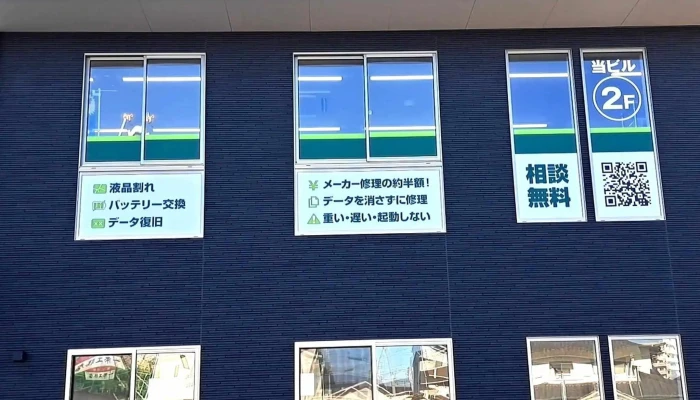 液晶割れ
バッテリー交換
データ復旧
¥ メーカー修理の約半額！
データを消さずに修理
重い・遅い・起動しない
相談
無料
当ビル
2F